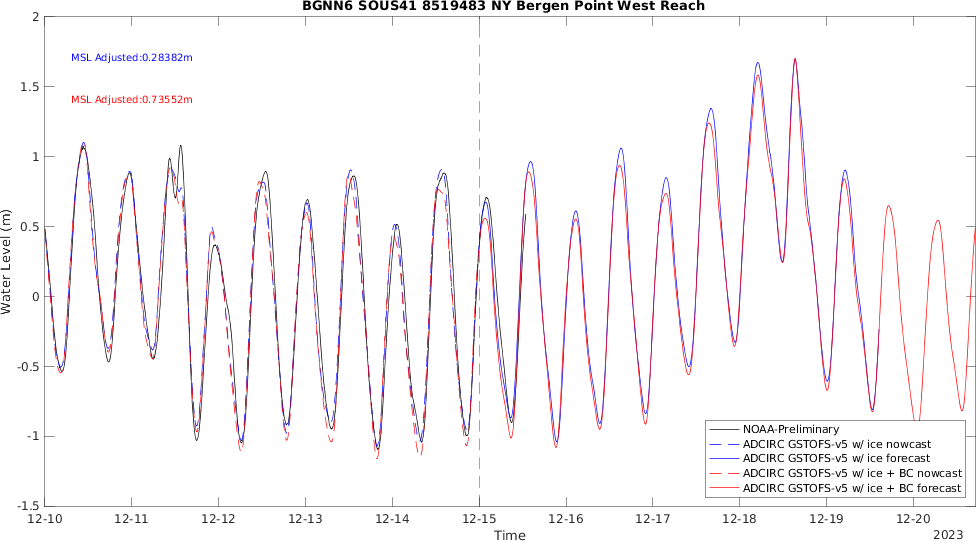 BGNN6 SOUS41 8519483 NY Bergen Point West Reach
2
MSL Adjusted:0.28382m
1.5
MSL Adjusted:0.73552m
1
0.5
Water Level (m)
0
-0.5
-1
NOAA-Preliminary
ADCIRC GSTOFS-v5 w/ ice nowcast
ADCIRC GSTOFS-v5 w/ ice forecast
ADCIRC GSTOFS-v5 w/ ice + BC nowcast
ADCIRC GSTOFS-v5 w/ ice + BC forecast
-1.5
12-10 12-11 12-12 12-13 12-14 12-15 12-16 12-17 12-18 12-19 12-20
Time
2023